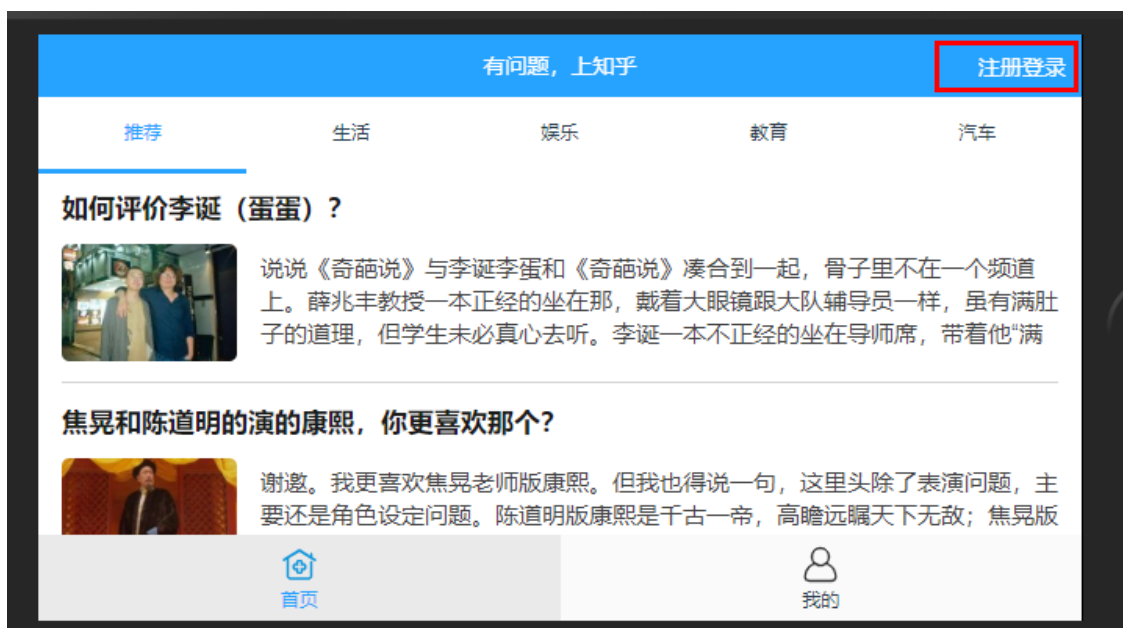 有问题，上知乎
注册登录
推荐
生活
娱乐
教育
汽车
如何评价李诞（蛋蛋）?
说说《奇葩说》与李诞李蛋和《奇葩说》凑合到一起，骨子里不在一个频道
上。薛兆丰教授一本正经的坐在那，戴着大眼镜跟大队辅导员一样，虽有满肚
子的道理，但学生未必真心去听。李诞一本不正经的坐在导师席，带着他“满
焦晃和陈道明的演的康熙，你更喜欢那个?
谢邀。我更喜欢焦晃老师版康熙。但我也得说一句，这里头除了表演问题，主
要还是角色设定问题。陈道明版康熙是千古一帝，高瞻远瞩天下无敌；焦晃版
首页
我的